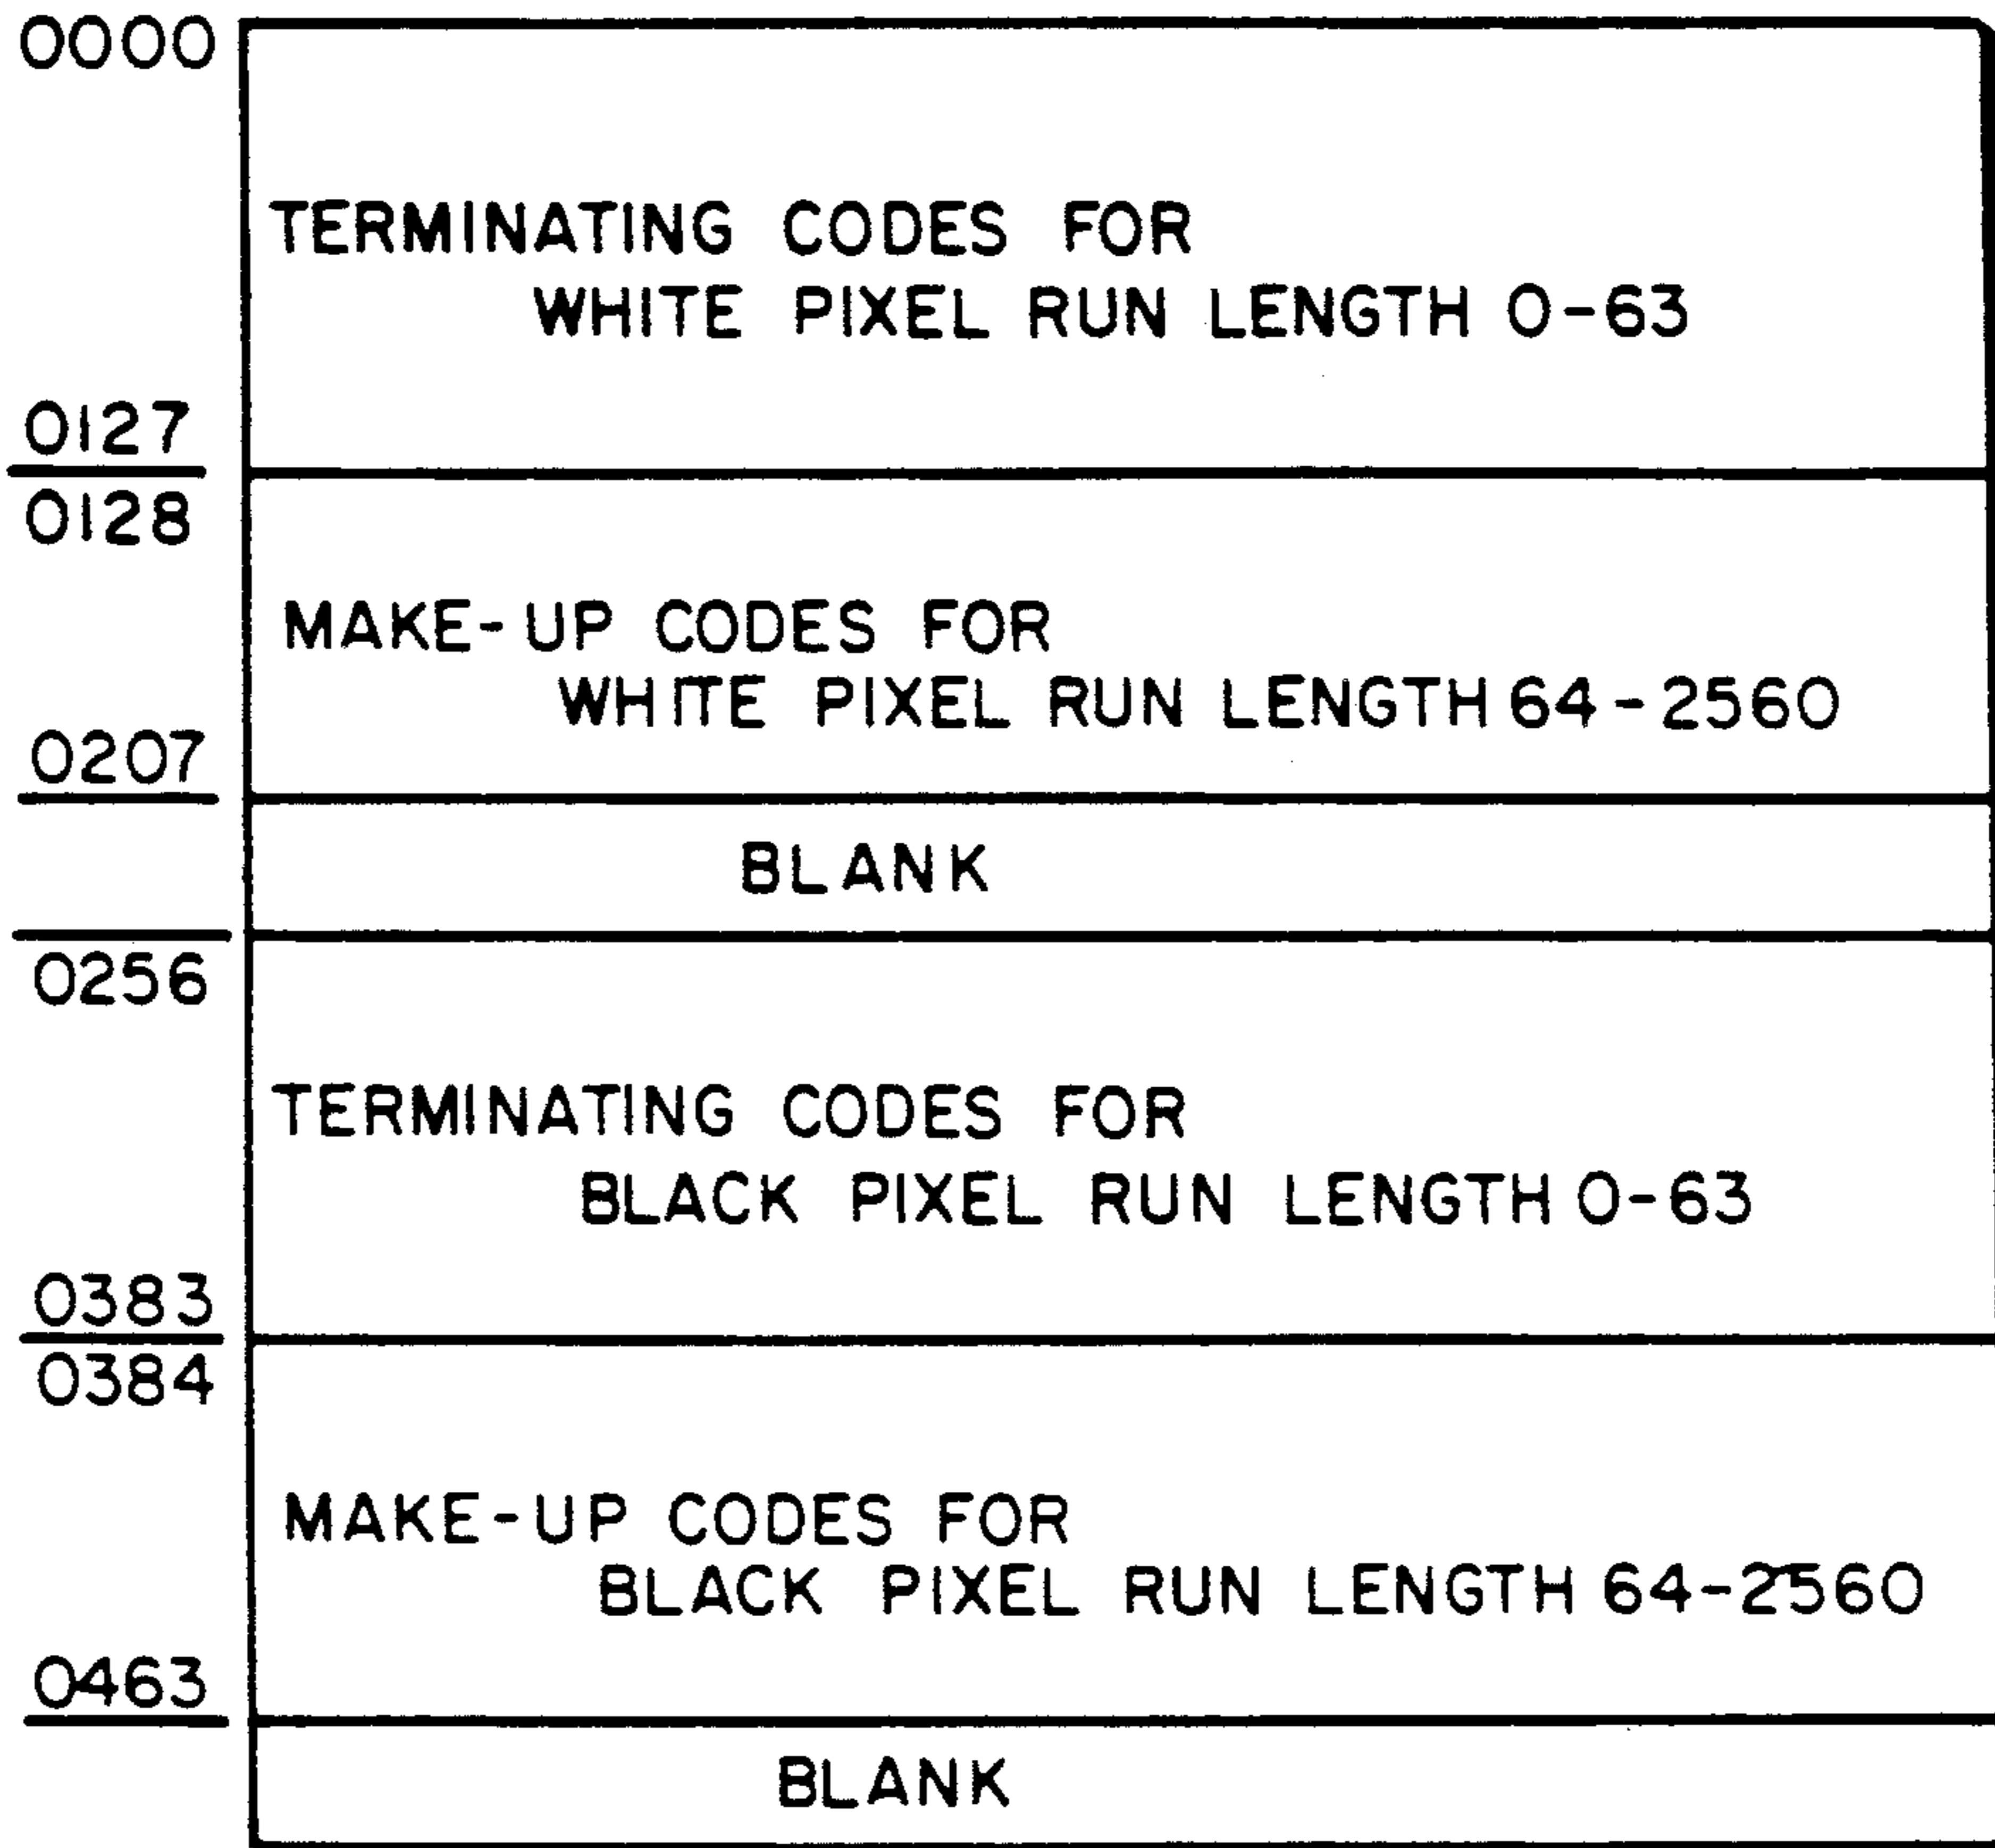 0000
TERMINATING CODES FOR
WHITE PIXEL RUN LENGTH 0-63
0127
0128
MAKE-UP CODES FOR
WHITE PIXEL RUN LENGTH 64-2560
0207
BLANK
0256
TERMINATING CODES FOR
BLACK PIXEL RUN LENGTH 0-63
0383
0384
MAKE-UP CODES FOR
BLACK PIXEL RUN LENGTH 64-2560
0463
BLANK